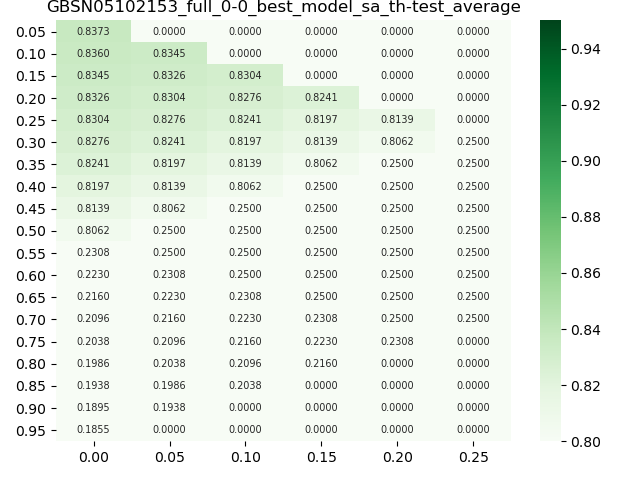 GBSN05102153_full_0-0_best_model_sa_th-test_average
0.05 0.8373 0.0000 0.0000 0.0000 0.0000 0.0000
0.10 0.8360 0.8345 0.0000 0.0000 0.0000 0.0000
0.15 0.8345 0.8326 0.8304 0.0000 0.0000 0.0000
0.20 0.8326 0.8304 0.8276 0.8241 0.0000 0.0000
0.25 0.8304 0.8276 0.8241 0.8197 0.8139 0.0000
0.30 0.8276 0.8241 0.8197 0.8139 0.8062 0.2500
0.35 0.8241 0.8197 0.8139 0.8062 0.2500 0.2500
0.40 0.8197 0.8139 0.8062 0.2500 0.2500 0.2500
0.45 0.8139 0.8062 0.2500 0.2500 0.2500 0.2500
0.50 0.8062 0.2500 0.2500 0.2500 0.2500 0.2500
0.55 0.2308 0.2500 0.2500 0.2500 0.2500 0.2500
0.60 0.2230 0.2308 0.2500 0.2500 0.2500 0.2500
0.65 0.2160 0.2230 0.2308 0.2500 0.2500 0.2500
0.70 0.2096 0.2160 0.2230 0.2308 0.2500 0.2500
0.75 0.2038 0.2096 0.2160 0.2230 0.2308 0.0000
0.80 0.1986 0.2038 0.2096 0.2160 0.0000 0.0000
0.85 0.1938 0.1986 0.2038 0.0000 0.0000 0.0000
0.90 0.1895 0.1938 0.0000 0.0000 0.0000 0.0000
0.95 0.1855 0.0000 0.0000 0.0000 0.0000 0.0000
0.00 0.05 0.10 0.15 0.20 0.25
0.94
0.92
0.90
0.88
0.86
0.84
0.82
0.80